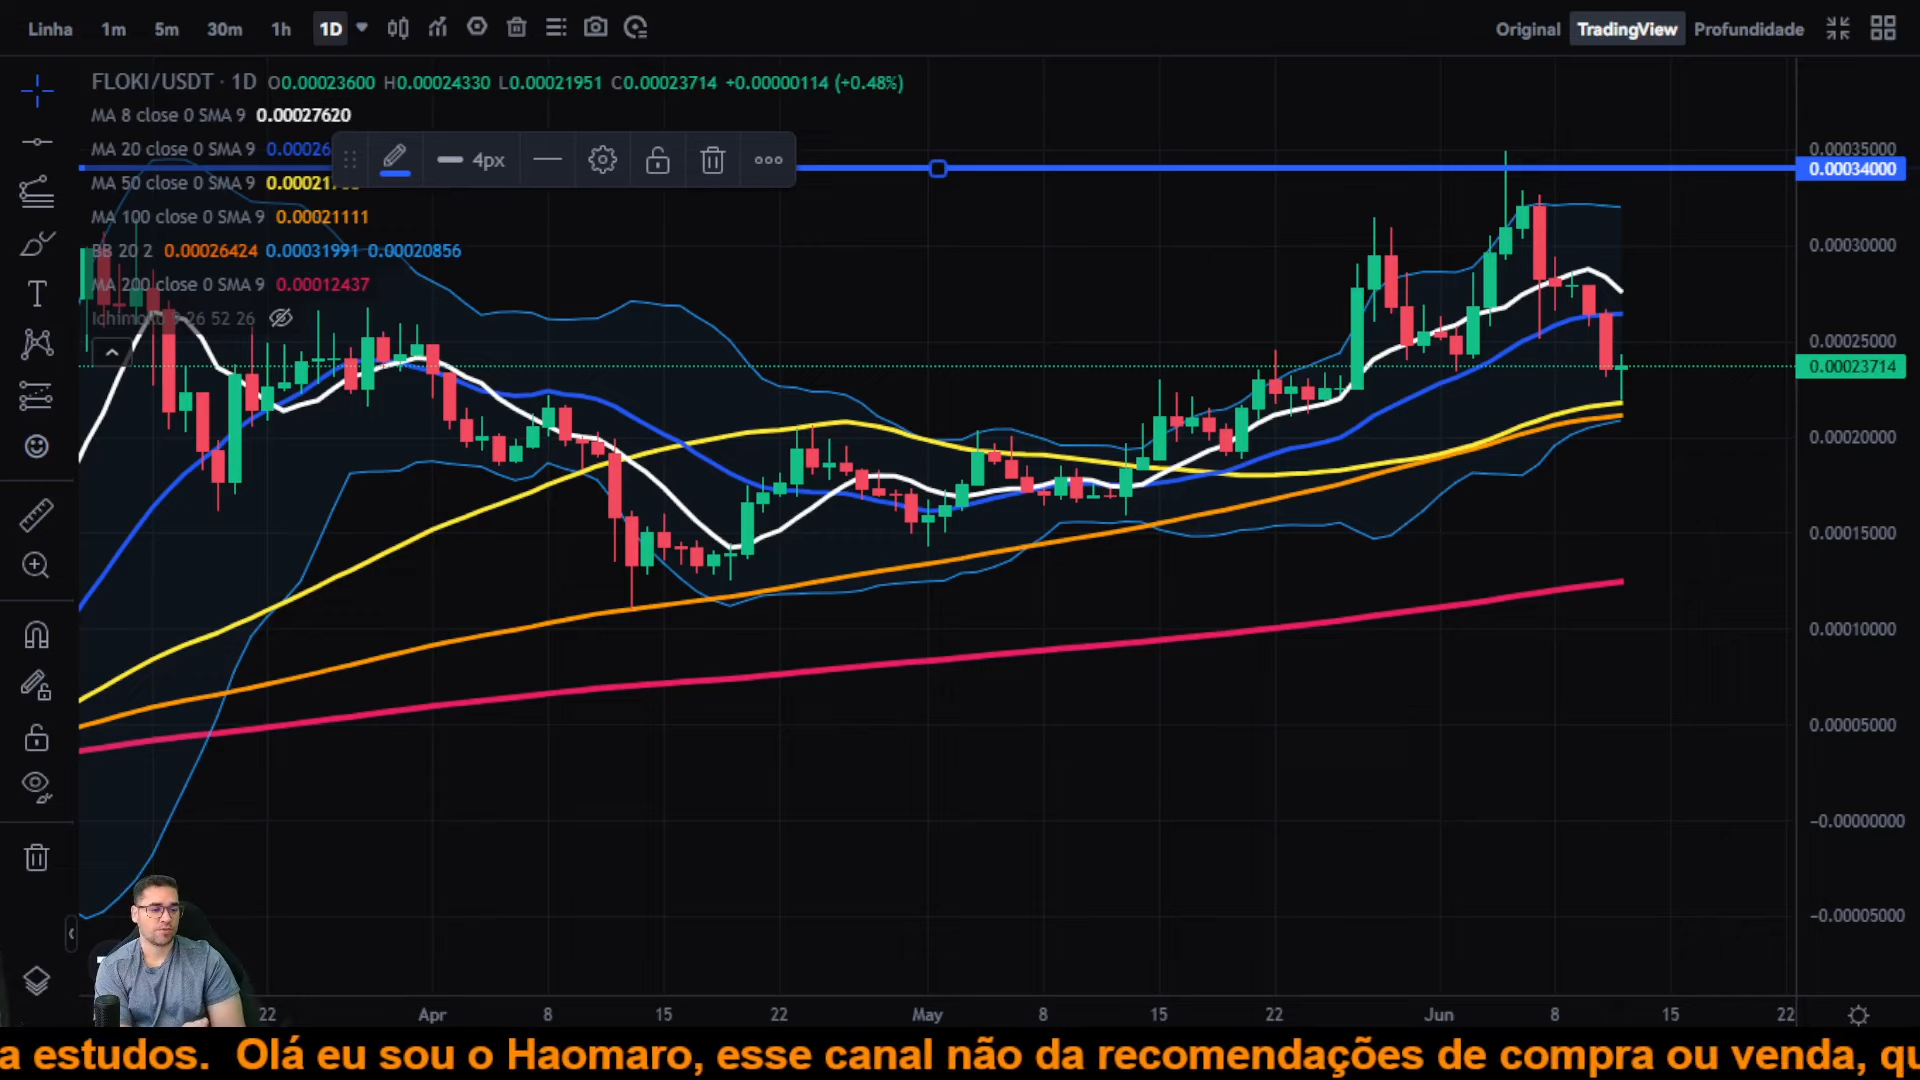 Linha 1m 5m 30m 1h 1D Original TradingView Profundidade
FLOKI/USDT · 1D O0.00023600 H0.00024330 L0.00021951 C0.00023714 +0.00000114 (+0.48%)
MA 8 close 0 SMA 9 0.00027620
MA 20 close 0 SMA 9 0.00026
4px
MA 50 close 0 SMA 9
MA 100 close 0 SMA 9 0.00021111
BB 20 2 0.00026424 0.00031991 0.00020856
MA 200 close 0 SMA 9 0.00012437
26 52 26
0.00035000
0.00034000
0.00030000
0.00025000
0.00023714
0.00020000
0.00015000
0.00010000
0.00005000
−0.00000000
−0.00005000
22 Apr 8 15 22 May 8 15 22 Jun 8 15 22
a estudos. Olá eu sou o Haomaro, esse canal não da recomendações de compra ou venda, qu